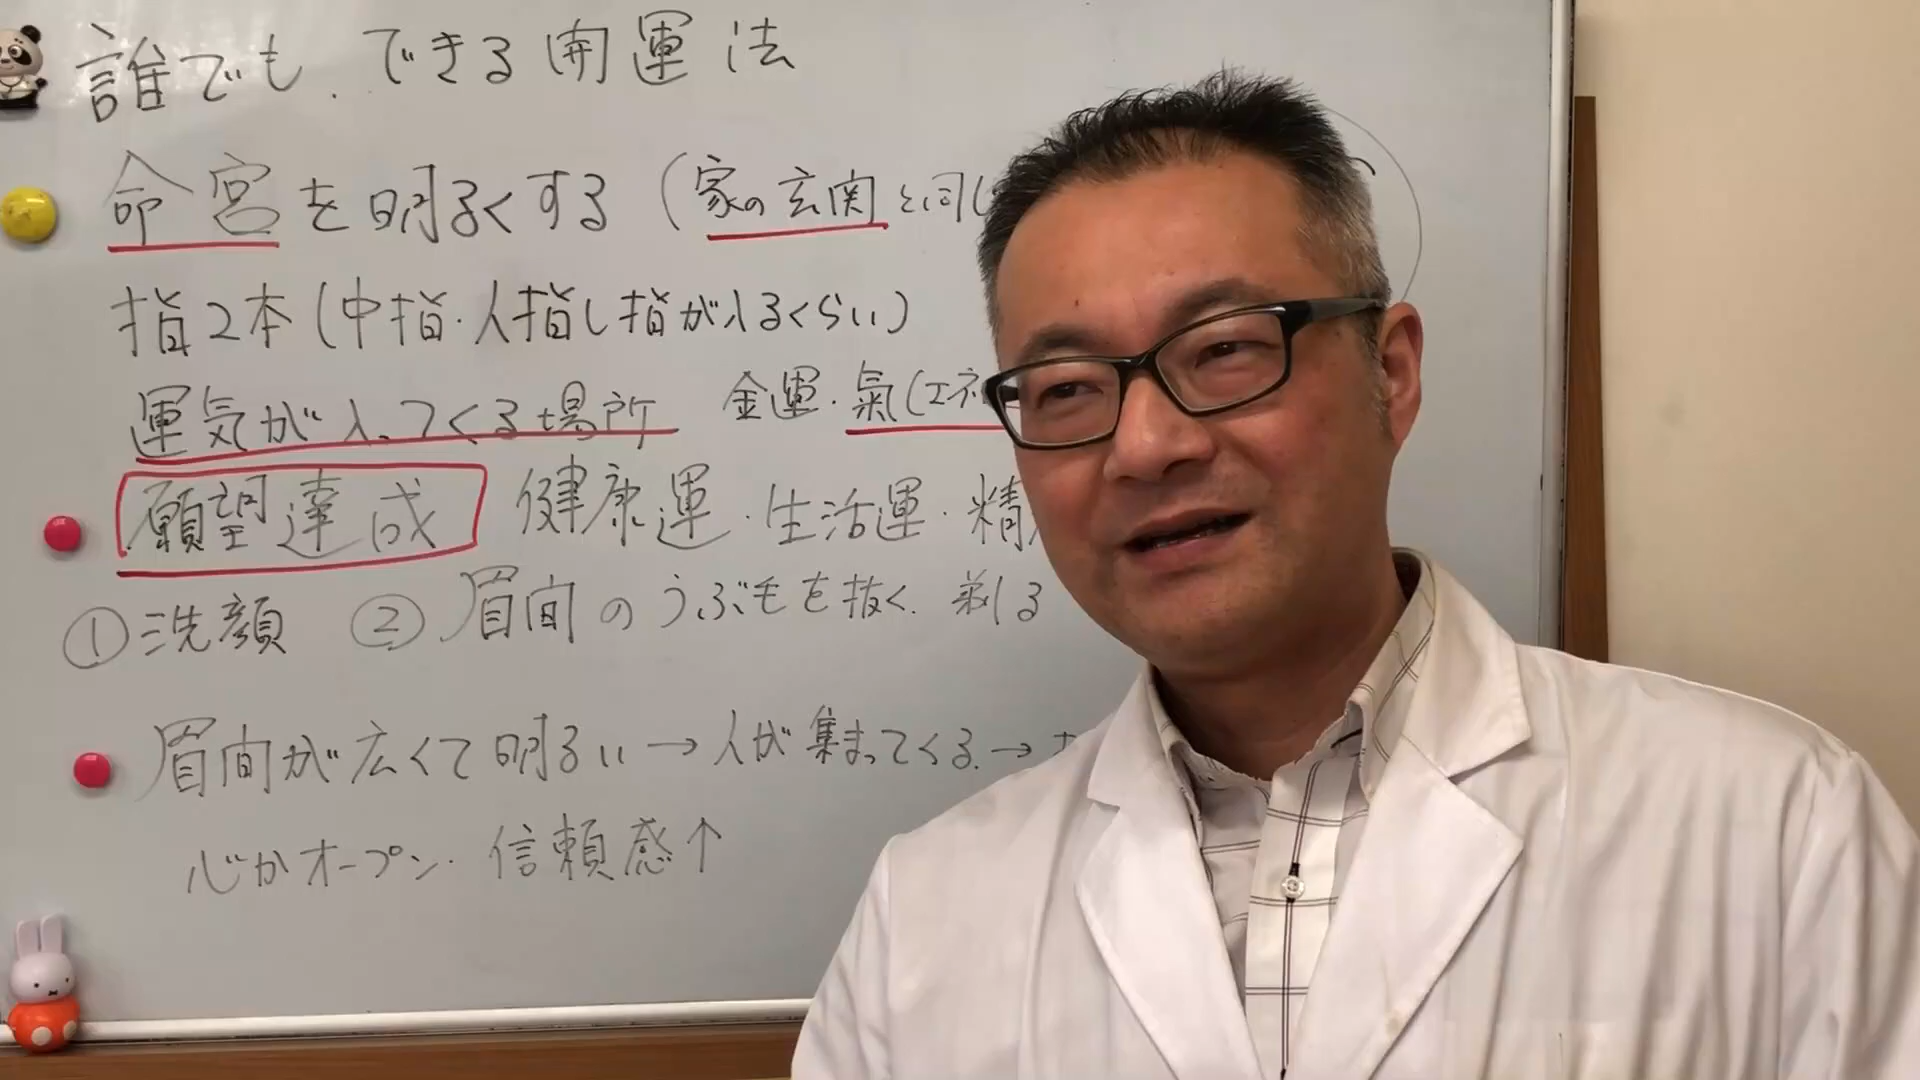 誰でもできる開運法
命宮を明るくする(家の玄関と同じ
指2本(中指・人指し指が入るくらい)
運気が入ってくる場所 金運・氣(エネ
願望達成 健康運・生活運・精
①洗顔 ②眉間のうぶ毛を抜く.剃る
眉間が広くて明るい→人が集まってくる.→
心がオープン・信頼感↑